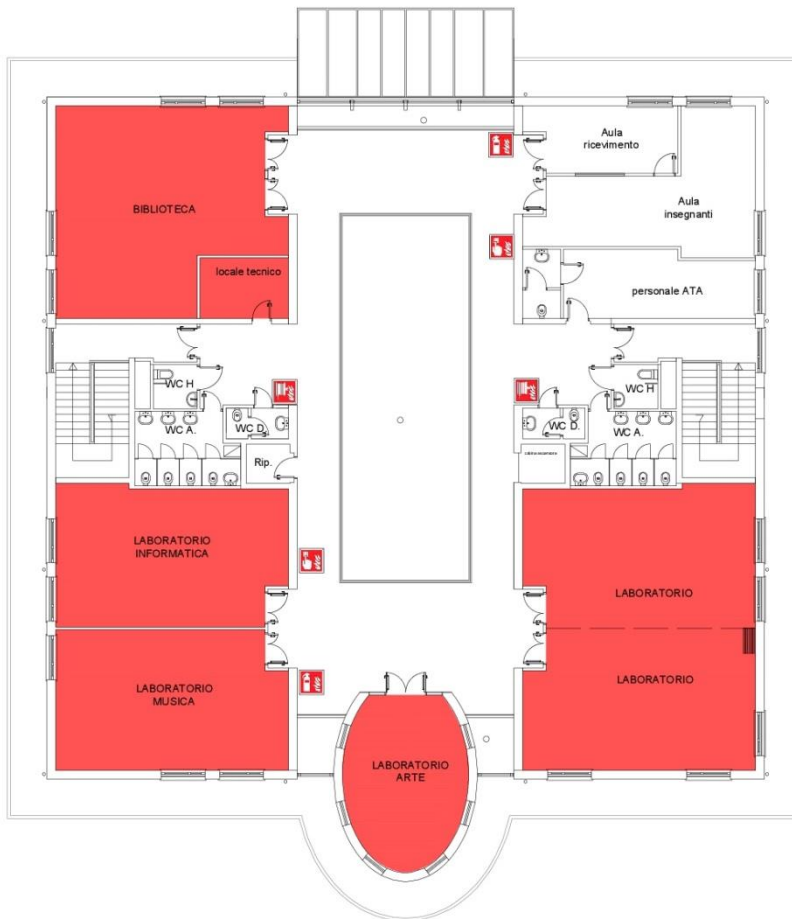 Aula
ricevimento
BIBLIOTECA
Aula
insegnanti
locale tecnico
personale ATA
WC H
WC H
WC A.
WC D.
WC D.
WC A.
Rip.
LABORATORIO
INFORMATICA
LABORATORIO
LABORATORIO
MUSICA
LABORATORIO
LABORATORIO
ARTE